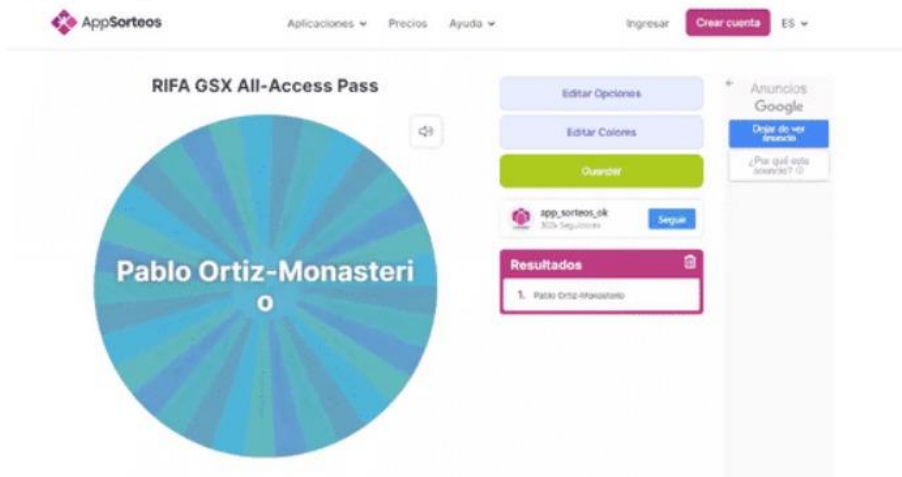 AppSorteos
Aplicaciones
Precios
Ayuda
Ingresar
Crear cuenta
ES
RIFA GSX All-Access Pass
Pablo Ortiz-Monasteri
o
Editar Opciones
Editar Colores
Guardar
app_sorteos_ok
302k Seguidores
Seguir
Resultados
1. Pablo Ortiz-Monasterio
Anuncios
Google
Dejar de ver
anuncio
¿Por qué este
anuncio?